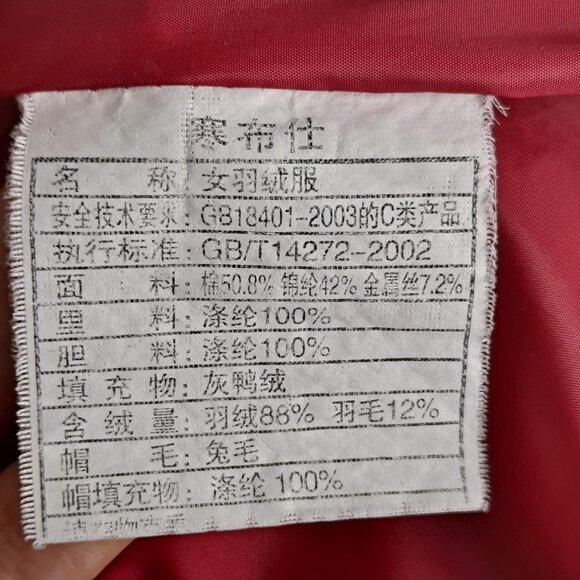 寒布仕
名 称：女羽绒服
安全技术要求：GB18401-2003的C类产品
执行标准：GB/T14272-2002
面 料：棉50.8% 锦纶42% 金属丝7.2%
里 料：涤纶100%
胆 料：涤纶100%
填 充 物：灰鸭绒
含 绒 量：羽绒88% 羽毛12%
帽 毛：兔毛
帽填充物：涤纶 100%